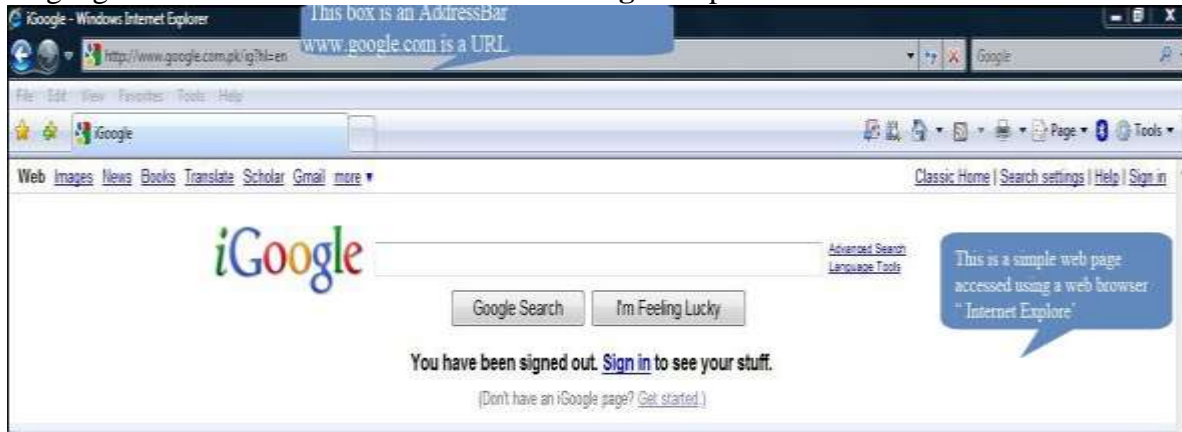 iGoogle - Windows Internet Explorer
This box is an AddressBar
www.google.com is a URL
http://www.google.com.pk/ig?hl=en
Google
File Edit View Favorites Tools Help
iGoogle
Page Tools
Web Images News Books Translate Scholar Gmail more
Classic Home | Search settings | Help | Sign in
iGoogle
Advanced Search
Language Tools
This is a simple web page
accessed using a web browser
“ Internet Explore’
Google Search I'm Feeling Lucky
You have been signed out. Sign in to see your stuff.
(Don't have an iGoogle page? Get started.)